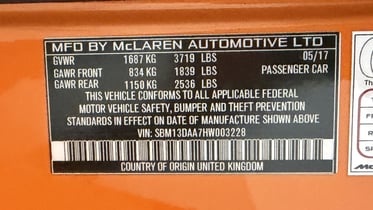 MFD BY McLAREN AUTOMOTIVE LTD
GVWR 1687 KG 3719 LBS 05/17
GAWR FRONT 834 KG 1839 LBS PASSENGER CAR
GAWR REAR 1150 KG 2536 LBS
THIS VEHICLE CONFORMS TO ALL APPLICABLE FEDERAL
MOTOR VEHICLE SAFETY, BUMPER AND THEFT PREVENTION
STANDARDS IN EFFECT ON DATE OF MANUFACTURE SHOWN ABOVE.
VIN: SBM13DAA7HW003228
COUNTRY OF ORIGIN UNITED KINGDOM